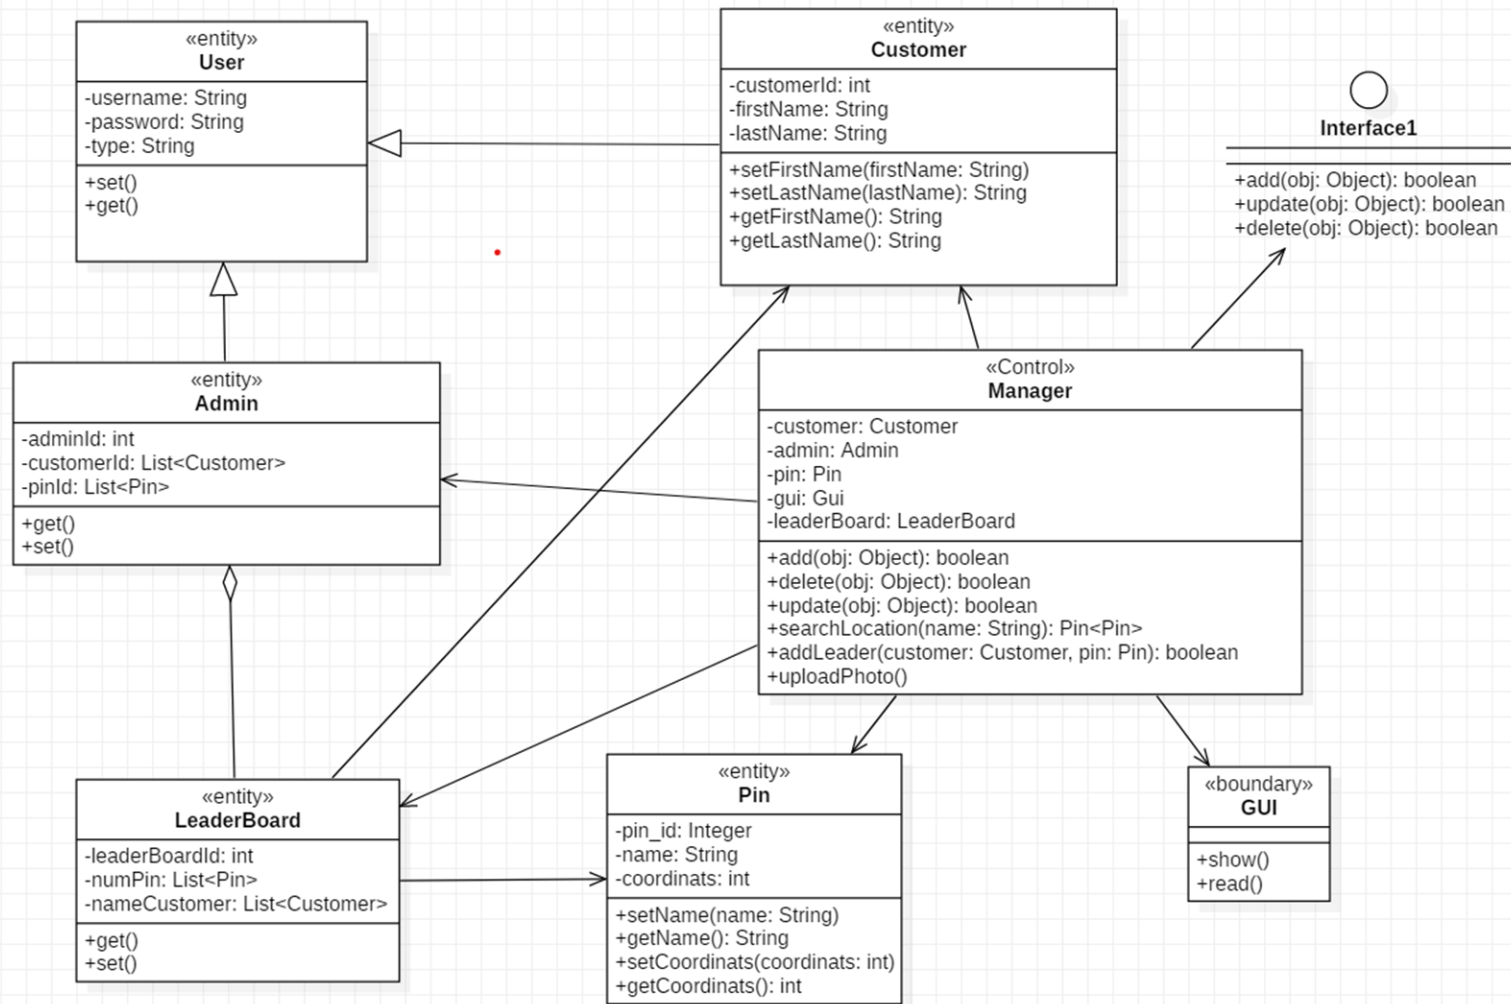 «entity»
User
-username: String
-password: String
-type: String
+set()
+get()
«entity»
Customer
-customerId: int
-firstName: String
-lastName: String
+setFirstName(firstName: String)
+setLastName(lastName): String
+getFirstName(): String
+getLastName(): String
Interface1
+add(obj: Object): boolean
+update(obj: Object): boolean
+delete(obj: Object): boolean
«entity»
Admin
-adminId: int
-customerId: List<Customer>
-pinId: List<Pin>
+get()
+set()
«Control»
Manager
-customer: Customer
-admin: Admin
-pin: Pin
-gui: Gui
-leaderBoard: LeaderBoard
+add(obj: Object): boolean
+delete(obj: Object): boolean
+update(obj: Object): boolean
+searchLocation(name: String): Pin<Pin>
+addLeader(customer: Customer, pin: Pin): boolean
+uploadPhoto()
«entity»
LeaderBoard
-leaderBoardId: int
-numPin: List<Pin>
-nameCustomer: List<Customer>
+get()
+set()
«entity»
Pin
-pin_id: Integer
-name: String
-coordinats: int
+setName(name: String)
+getName(): String
+setCoordinats(coordinats: int)
+getCoordinats(): int
«boundary»
GUI
+show()
+read()